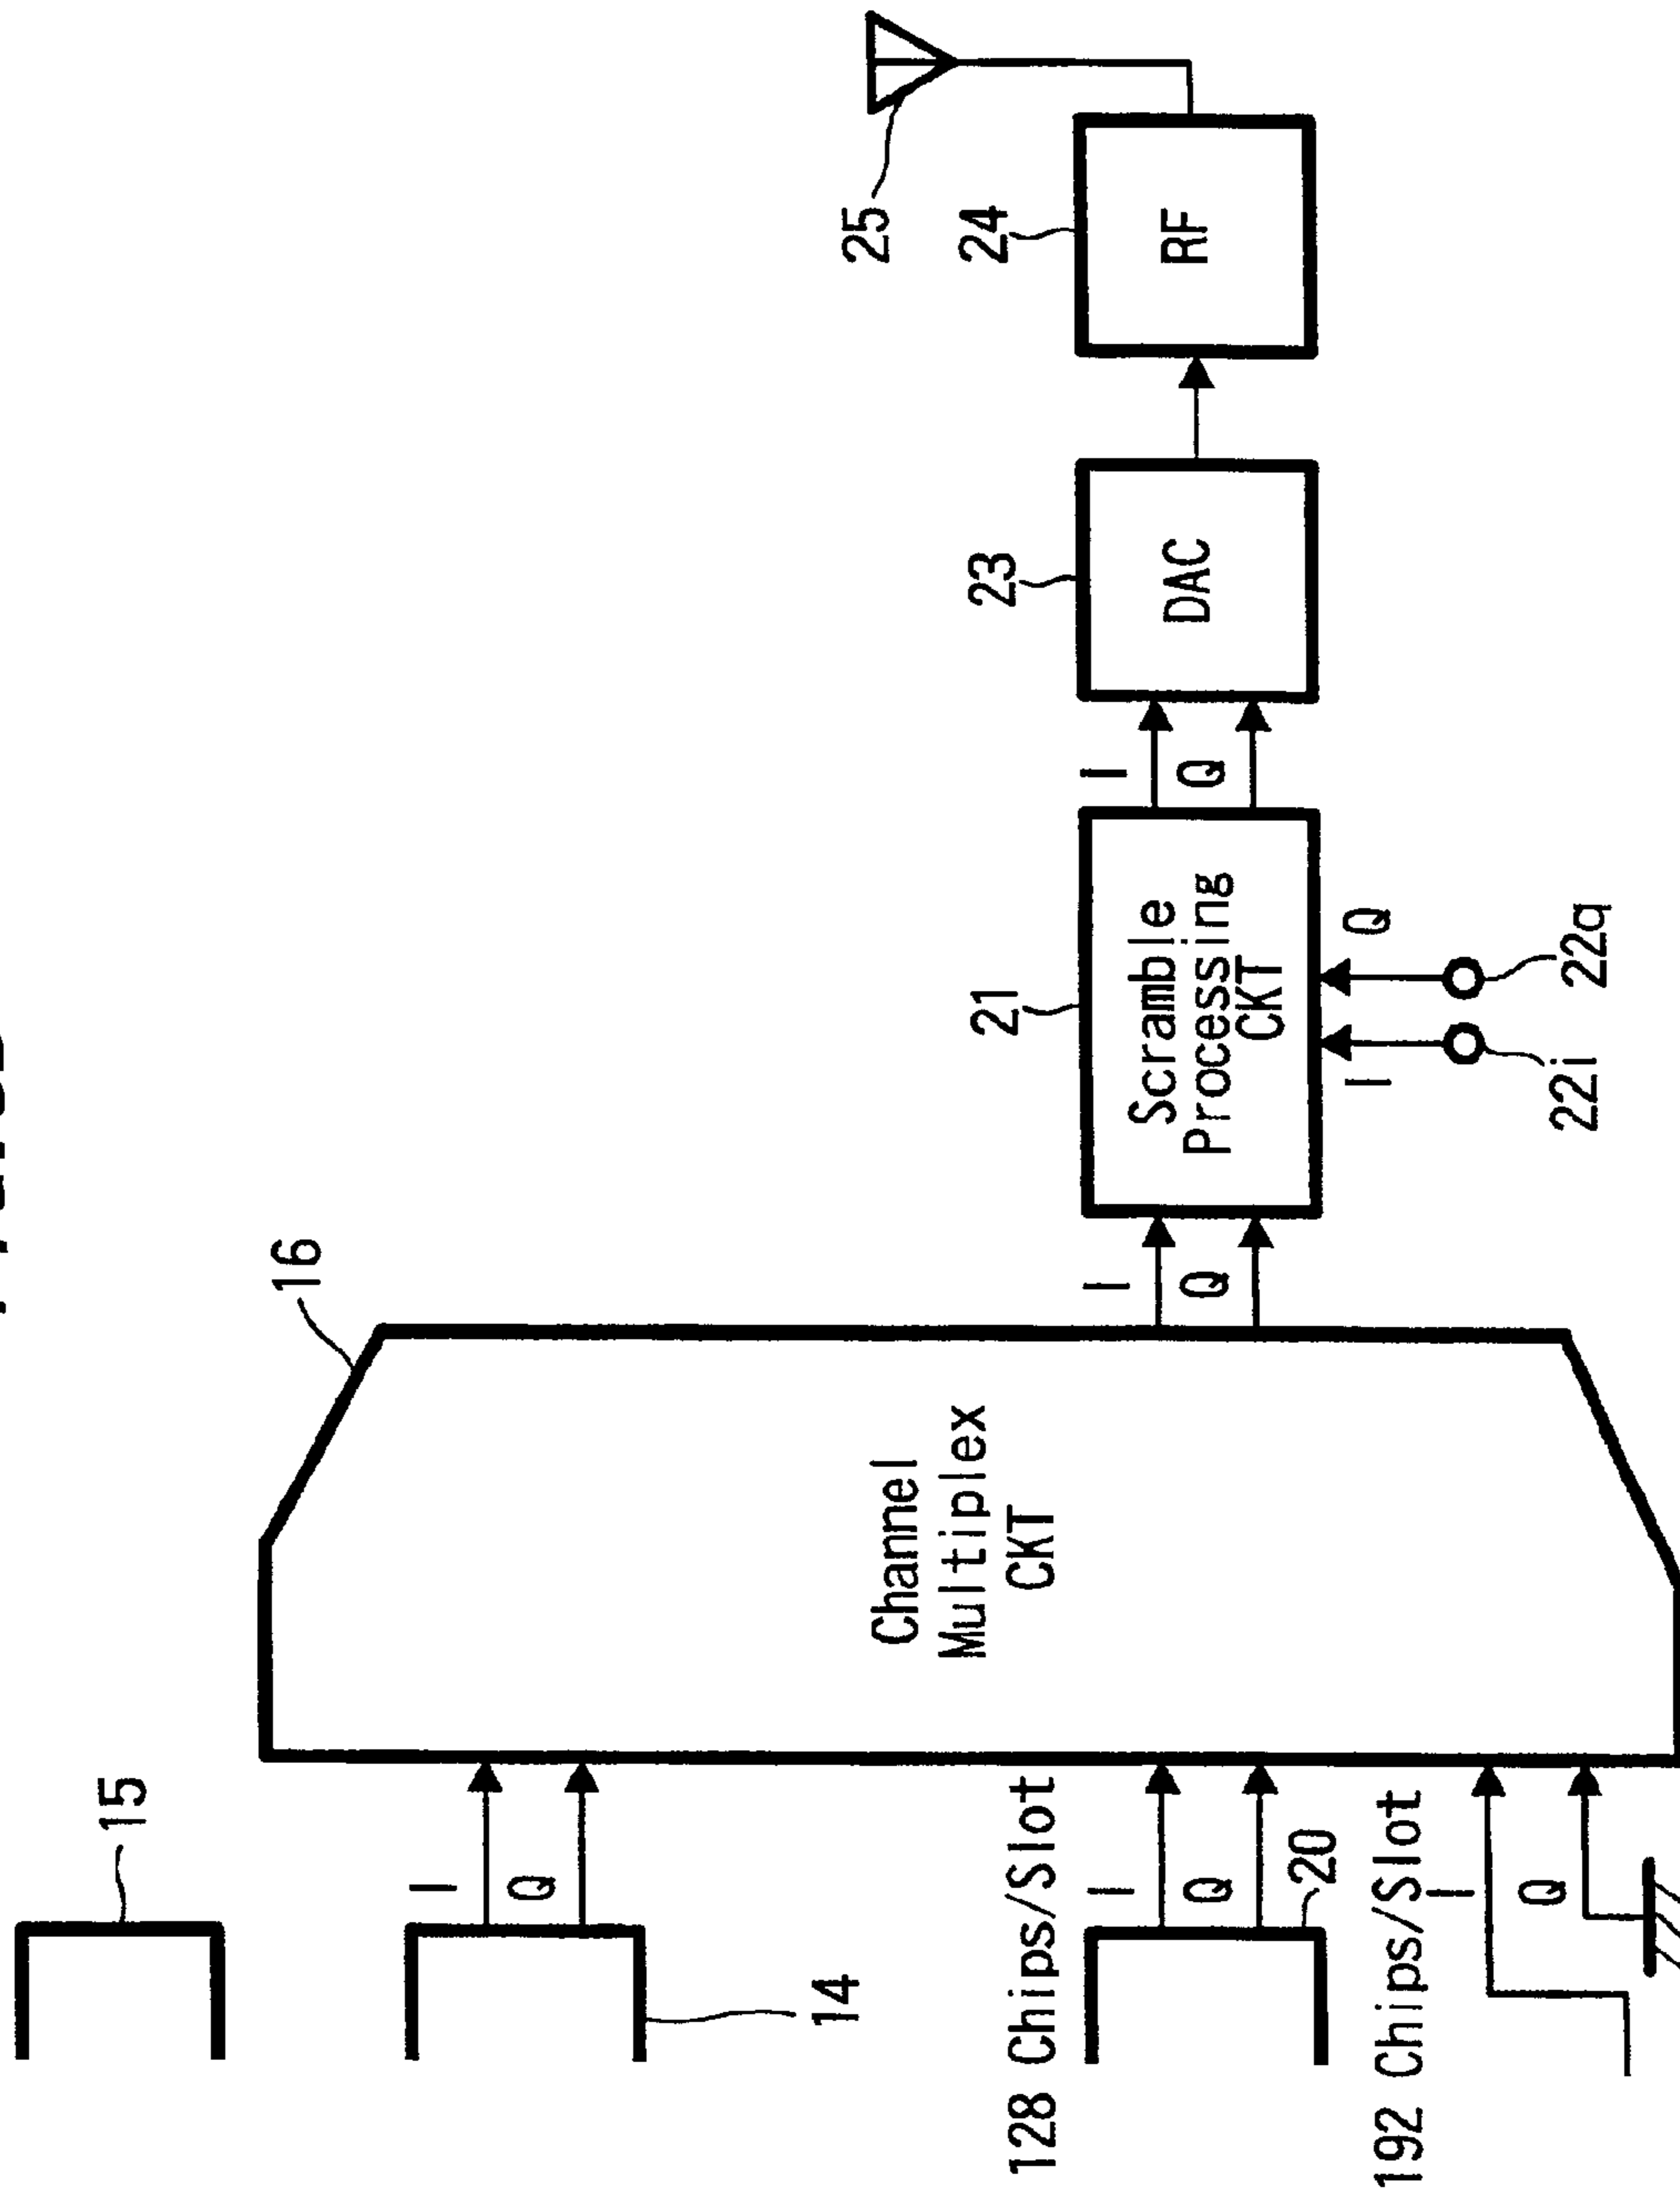 15
I
Q
14
128 Chips/Slot
I
Q
20
192 Chips/Slot
I
Q
16
Channel
Multiplex
CKT
I
Q
21
Scramble
Processing
CKT
I
Q
22i
22q
I
Q
23
DAC
24
RF
25